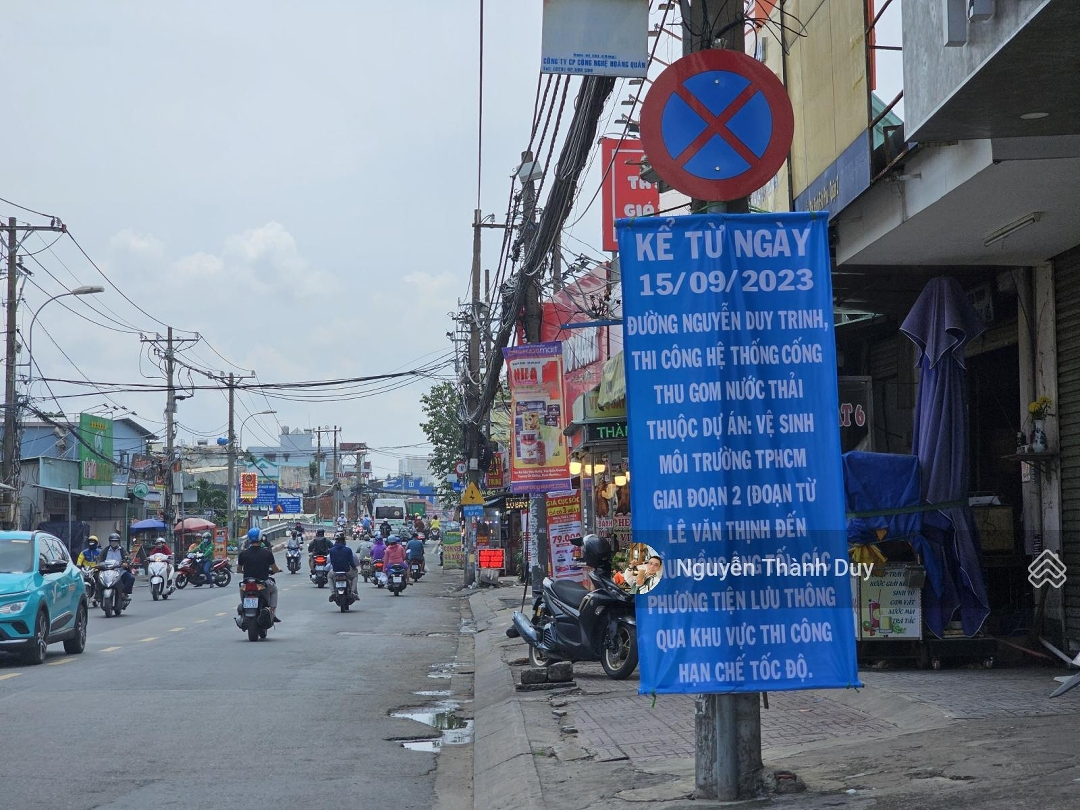 CÔNG TY CP CÔNG NGHỆ HOÀNG QUÂN
KỂ TỪ NGÀY
15/09/2023
ĐƯỜNG NGUYỄN DUY TRINH,
THI CÔNG HỆ THỐNG CỐNG
THU GOM NƯỚC THẢI
THUỘC DỰ ÁN: VỆ SINH
MÔI TRƯỜNG TPHCM
GIAI ĐOẠN 2 (ĐOẠN TỪ
LÊ VĂN THỊNH ĐẾN
Nguyễn Thành Duy
PHƯƠNG TIỆN LƯU THÔNG
QUA KHU VỰC THI CÔNG
HẠN CHẾ TỐC ĐỘ.
79.000